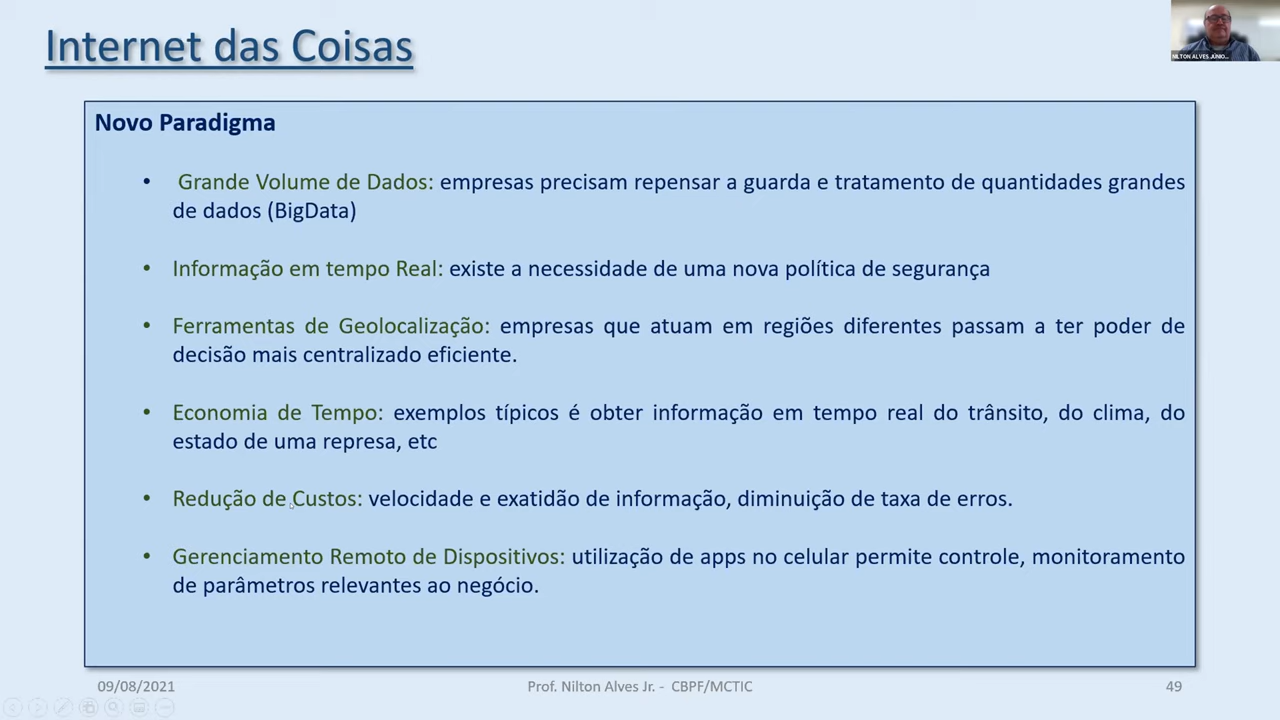 Internet das Coisas
NILTON ALVES JÚNIO...
Novo Paradigma
• Grande Volume de Dados: empresas precisam repensar a guarda e tratamento de quantidades grandes
de dados (BigData)
• Informação em tempo Real: existe a necessidade de uma nova política de segurança
• Ferramentas de Geolocalização: empresas que atuam em regiões diferentes passam a ter poder de
decisão mais centralizado eficiente.
• Economia de Tempo: exemplos típicos é obter informação em tempo real do trânsito, do clima, do
estado de uma represa, etc
• Redução de Custos: velocidade e exatidão de informação, diminuição de taxa de erros.
• Gerenciamento Remoto de Dispositivos: utilização de apps no celular permite controle, monitoramento
de parâmetros relevantes ao negócio.
09/08/2021
Prof. Nilton Alves Jr. - CBPF/MCTIC
49